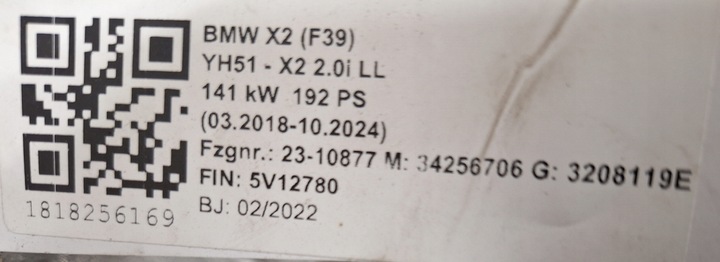 BMW X2 (F39)
YH51 - X2 2.0i LL
141 kW 192 PS
(03.2018-10.2024)
Fzgnr.: 23-10877 M: 34256706 G: 3208119E
FIN: 5V12780
BJ: 02/2022
1818256169